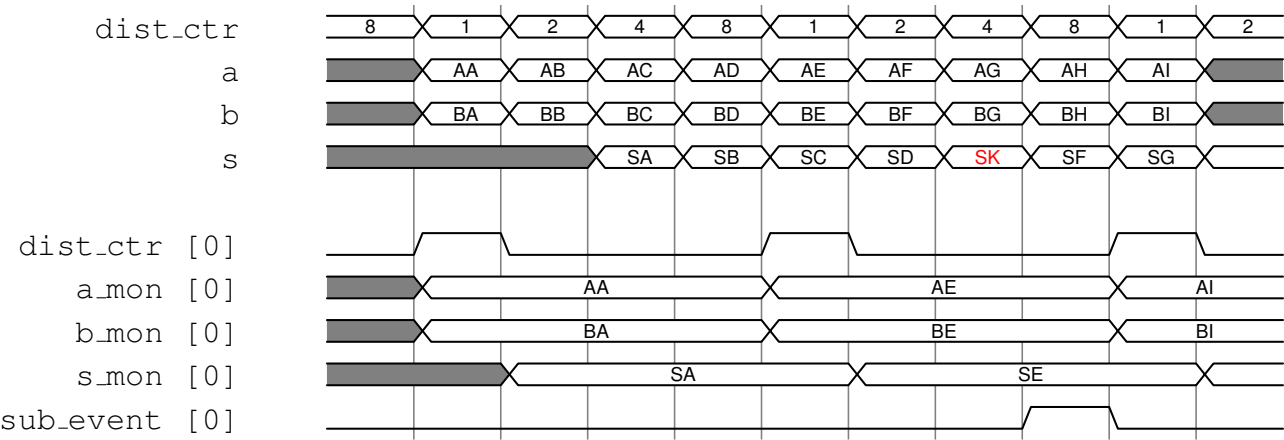 dist_ctr 8 1 2 4 8 1 2 4 8 1 2
a AA AB AC AD AE AF AG AH AI
b BA BB BC BD BE BF BG BH BI
s SA SB SC SD SK SF SG
dist_ctr [0]
a_mon [0] AA AE AI
b_mon [0] BA BE BI
s_mon [0] SA SE
sub_event [0]